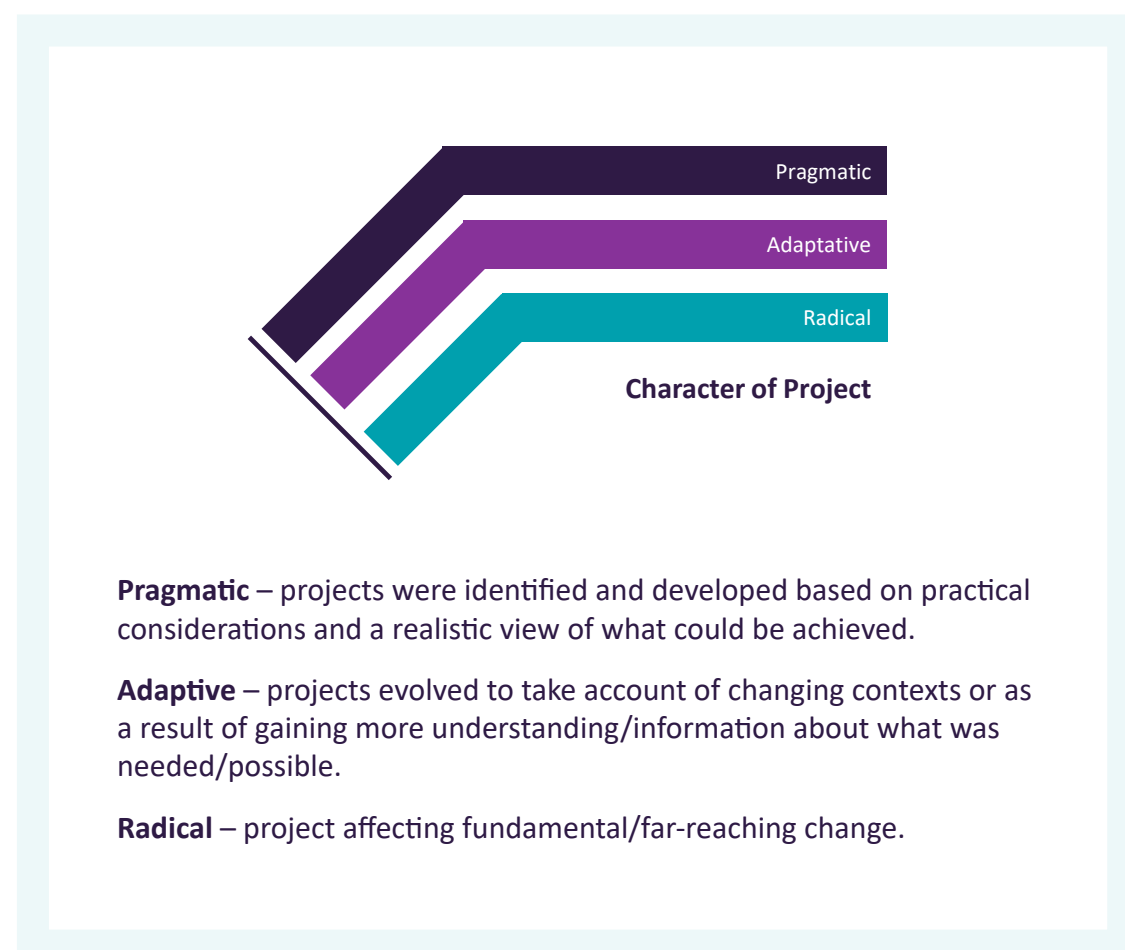 Pragmatic
Adaptative
Radical
Character of Project
Pragmatic – projects were identified and developed based on practical
considerations and a realistic view of what could be achieved.
Adaptive – projects evolved to take account of changing contexts or as
a result of gaining more understanding/information about what was
needed/possible.
Radical – project affecting fundamental/far-reaching change.